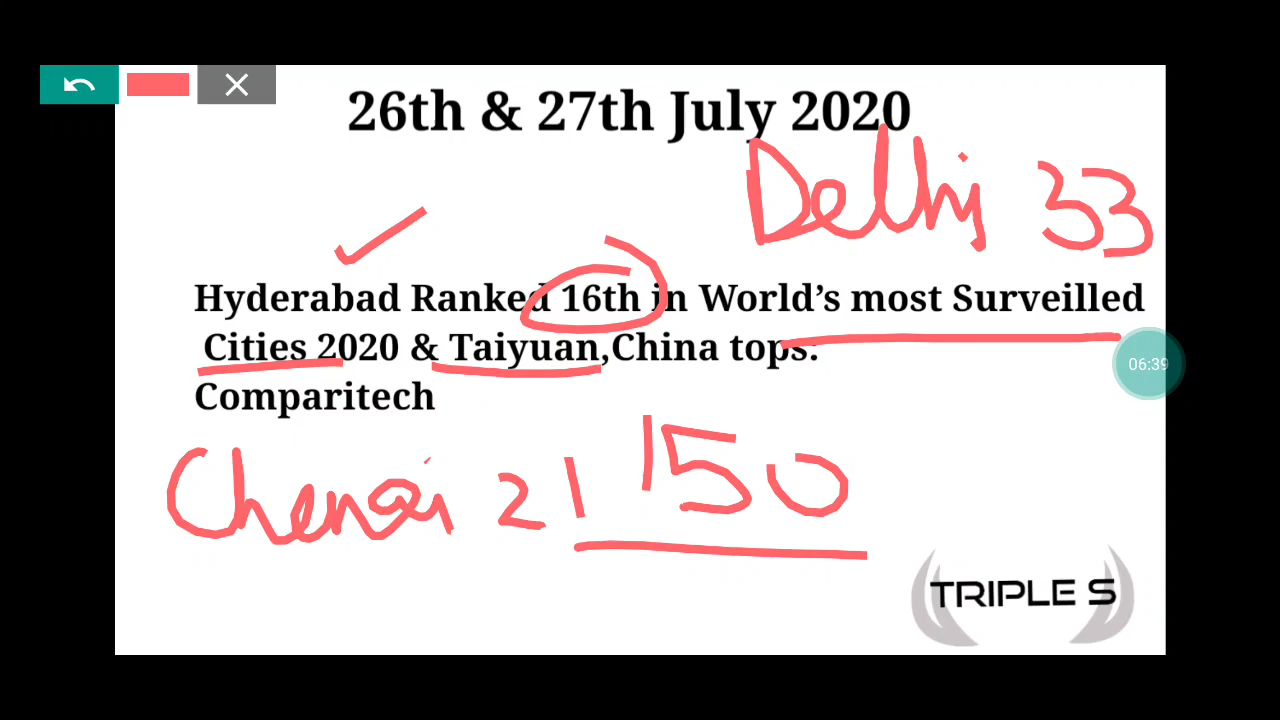 26th & 27th July 2020
Delhi 33
Hyderabad Ranked 16th in World's most Surveilled
Cities 2020 & Taiyuan,China tops:
06:39
Comparitech
150
Chenai 21
TRIPLE S